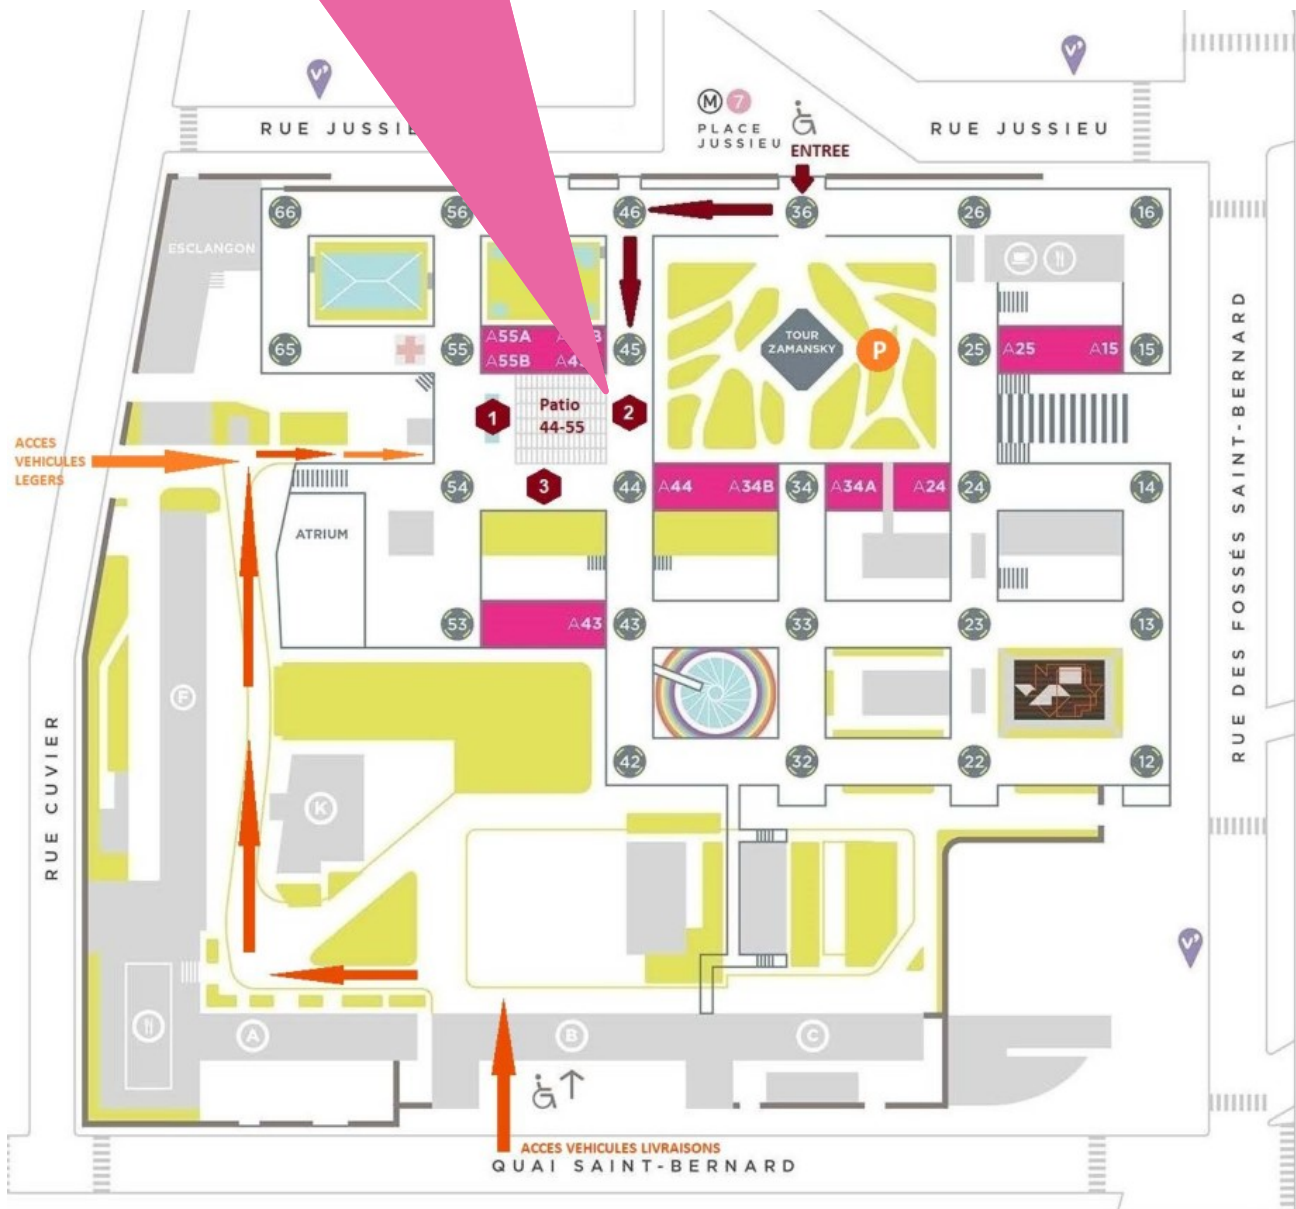 V'
V'
M 7
PLACE
JUSSIEU
ENTREE
RUE JUSSIE
RUE JUSSIEU
66
56
46
36
26
16
ESCLANGON
65
55
A55A
A55B
45
TOUR
ZAMANSKY
P
25
A25
A15
15
1
Patio
44-55
2
ACCES
VEHICULES
LEGERS
54
3
44
A44
A34B
34
A34A
A24
24
14
ATRIUM
53
A43
43
33
23
13
RUE DES FOSSÉS SAINT-BERNARD
F
RUE CUVIER
42
32
22
12
K
V'
A
B
C
ACCES VEHICULES LIVRAISONS
QUAI SAINT-BERNARD